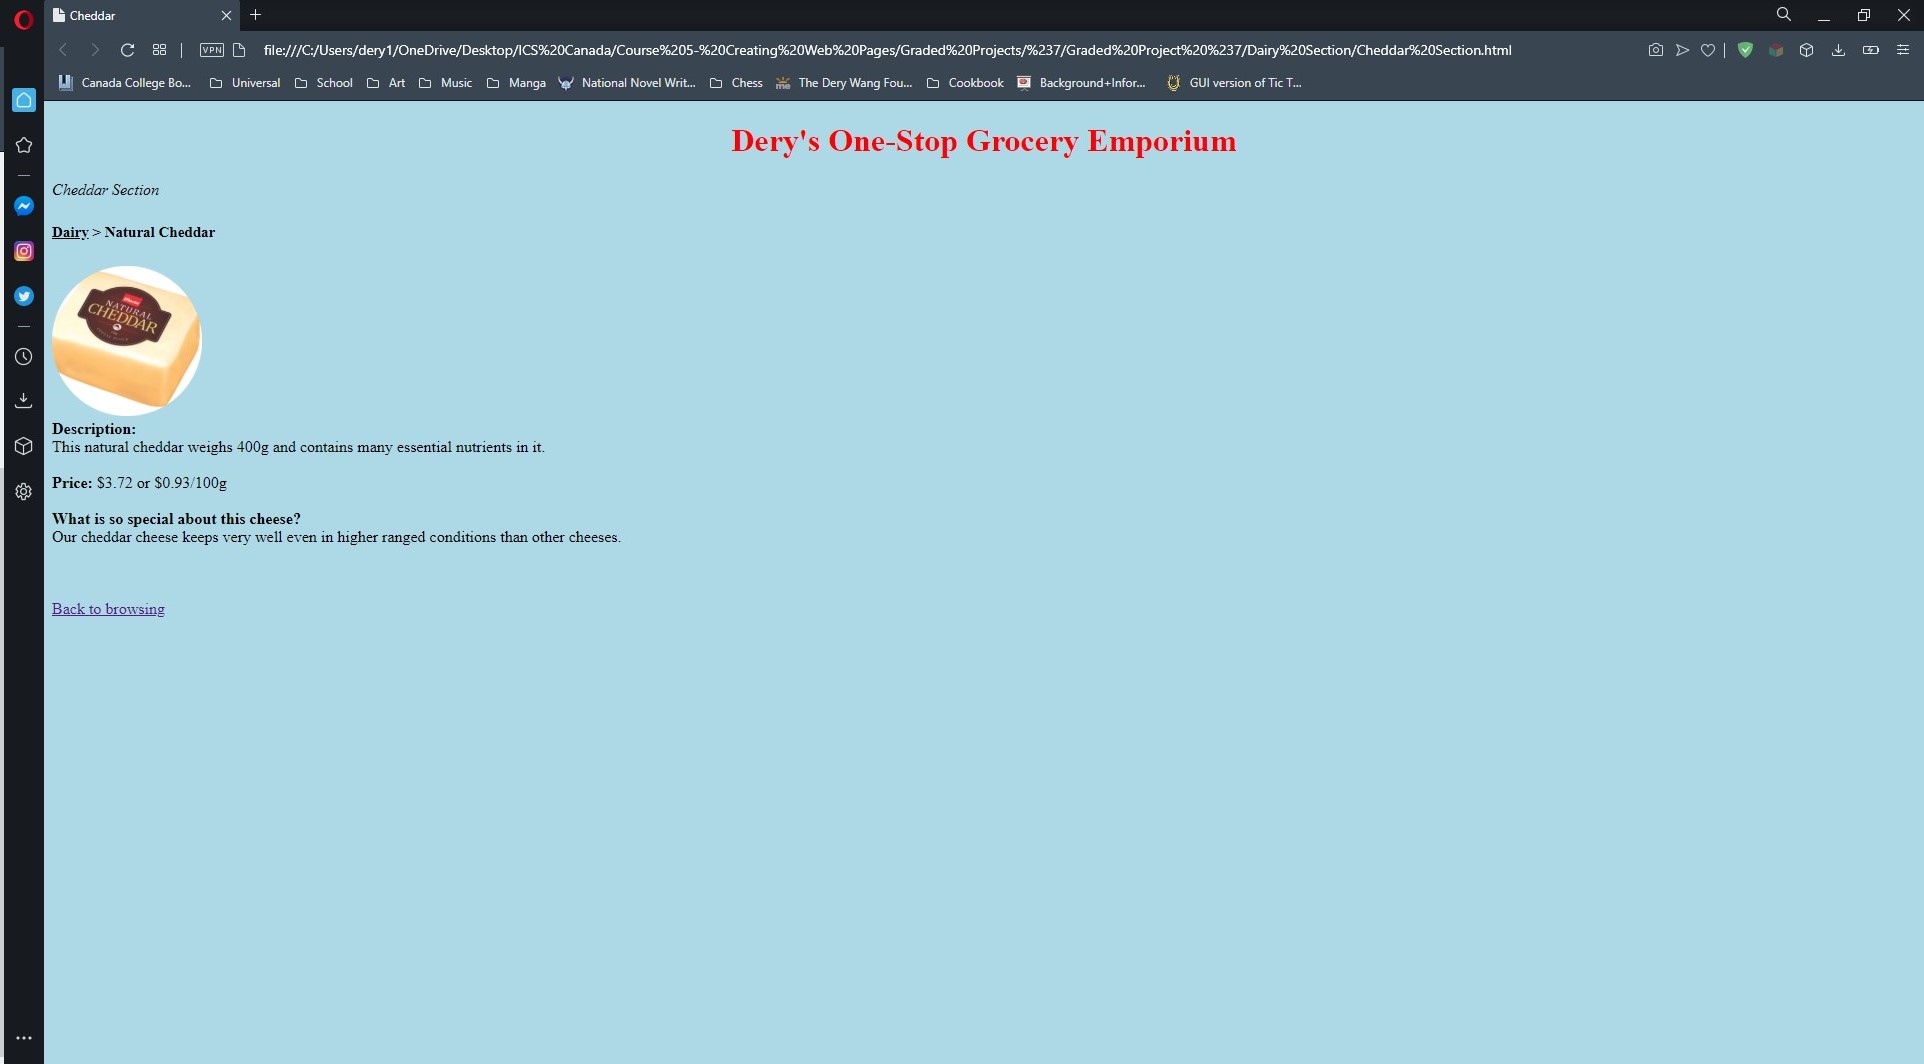 Cheddar
VPN
file:///C:/Users/dery1/OneDrive/Desktop/ICS%20Canada/Course%205-%20Creating%20Web%20Pages/Graded%20Projects/%237/Graded%20Project%20%237/Dairy%20Section/Cheddar%20Section.html
Canada College Bo... Universal School Art Music Manga National Novel Writ... Chess The Dery Wang Fou... Cookbook Background+Infor... GUI version of Tic T...
Dery's One-Stop Grocery Emporium
Cheddar Section
Dairy > Natural Cheddar
NATURAL
CHEDDAR
Description:
This natural cheddar weighs 400g and contains many essential nutrients in it.
Price: $3.72 or $0.93/100g
What is so special about this cheese?
Our cheddar cheese keeps very well even in higher ranged conditions than other cheeses.
Back to browsing